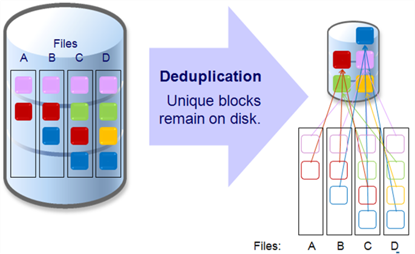 Files
A B C D
Deduplication
Unique blocks
remain on disk.
Files: A B C D